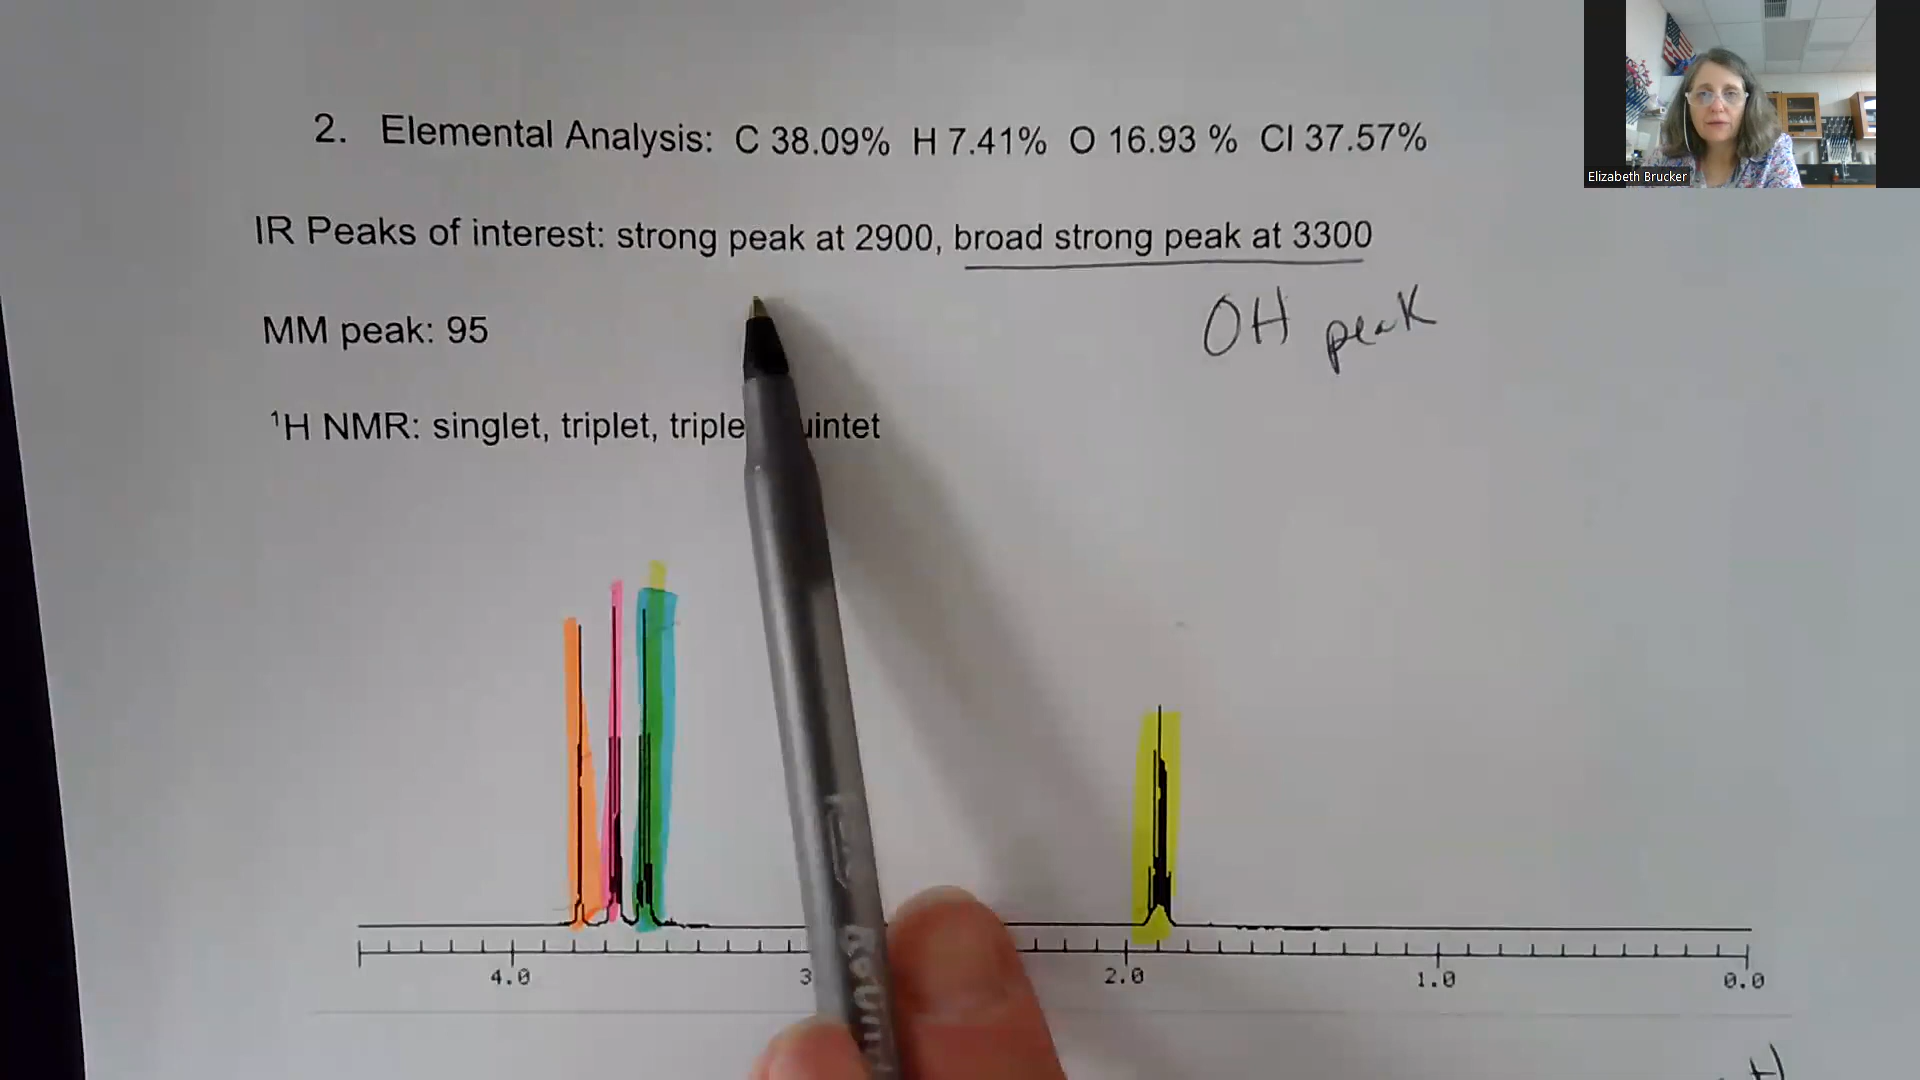 2. Elemental Analysis: C 38.09% H 7.41% O 16.93 % Cl 37.57%
Elizabeth Brucker
IR Peaks of interest: strong peak at 2900, broad strong peak at 3300
OH peak
MM peak: 95
¹H NMR: singlet, triplet, triple uintet
4.0 3 2.0 1.0 0.0